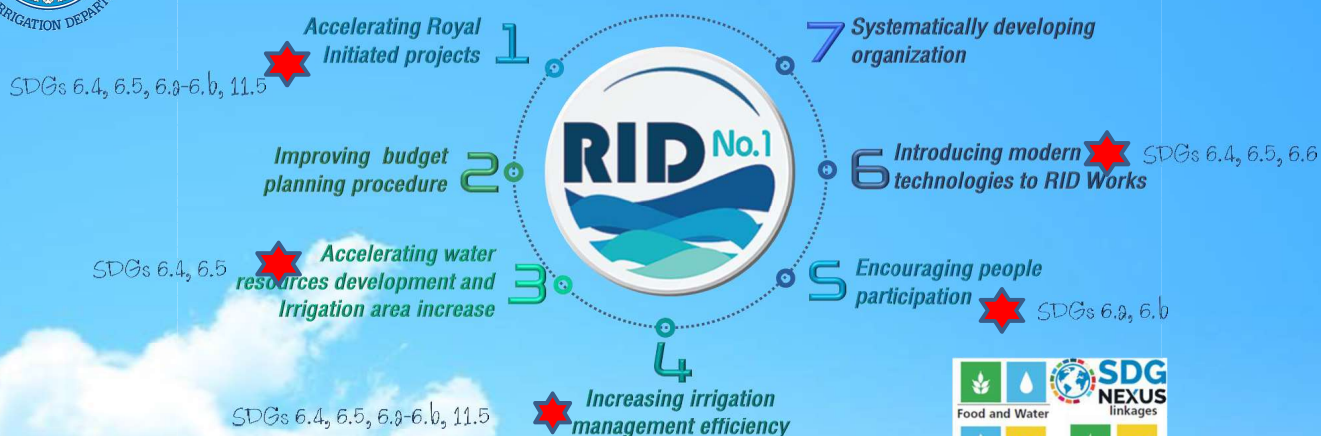 IRRIGATION DEPART
Accelerating Royal
Initiated projects
1
SDGs 6.4, 6.5, 6.a-6.b, 11.5
Improving budget
planning procedure
2
Accelerating water
resources development and
Irrigation area increase
3
SDGs 6.4, 6.5
4
Increasing irrigation
management efficiency
SDGs 6.4, 6.5, 6.a-6.b, 11.5
5
Encouraging people
participation
SDGs 6.a, 6.b
6
Introducing modern
technologies to RID Works
SDGs 6.4, 6.5, 6.6
7
Systematically developing
organization
RID No.1
SDG
NEXUS
linkages
Food and Water